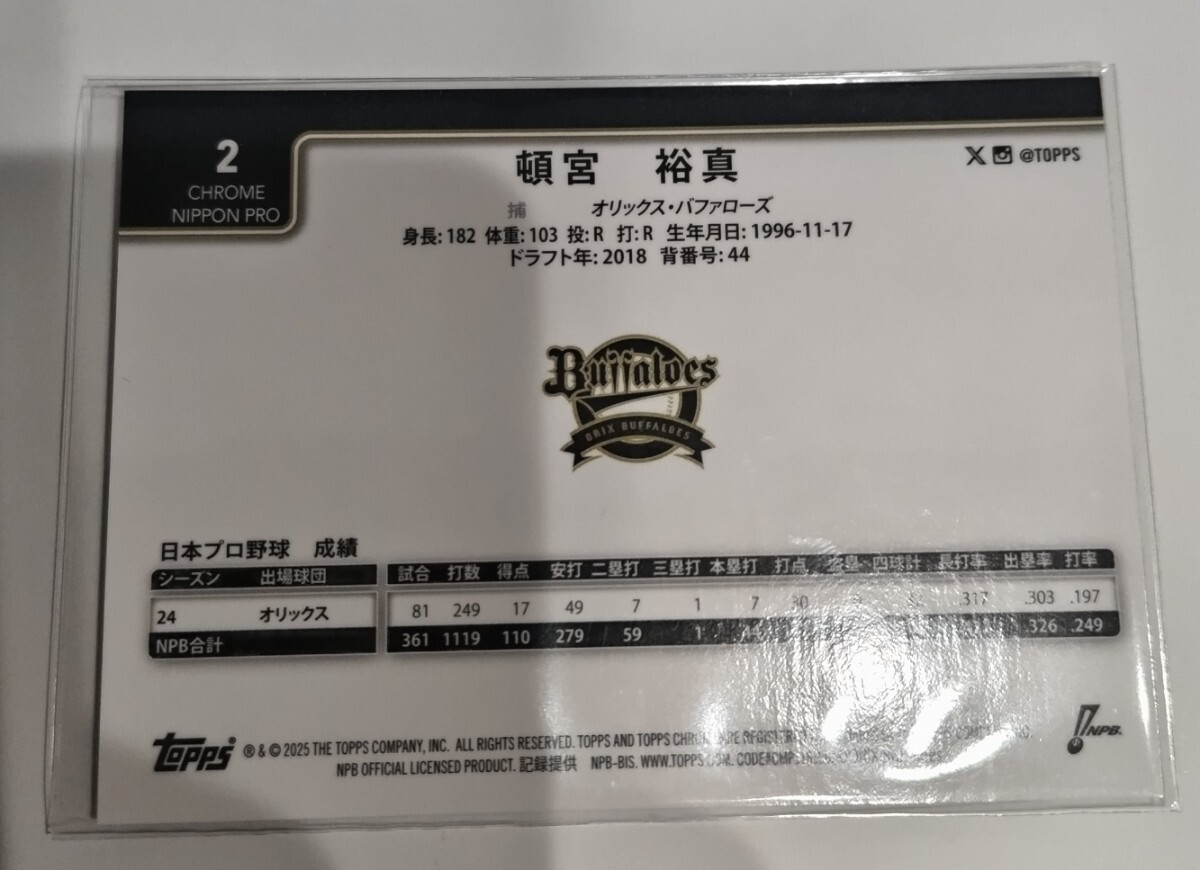 2
CHROME
NIPPON PRO
頓宮 裕真
@TOPPS
捕 オリックス・バファローズ
身長: 182 体重: 103 投: R 打: R 生年月日: 1996-11-17
ドラフト年: 2018 背番号: 44
Buffaloes
ORIX BUFFALOES
日本プロ野球 成績
シーズン 出場球団 試合 打数 得点 安打 二塁打 三塁打 本塁打 打点 盗塁 四球計 長打率 出塁率 打率
24 オリックス 81 249 17 49 7 1 7 30 .317 .303 .197
NPB合計 361 1119 110 279 59 1 .326 .249
topps ® & © 2025 THE TOPPS COMPANY, INC. ALL RIGHTS RESERVED. TOPPS AND TOPPS CHROME ARE
NPB OFFICIAL LICENSED PRODUCT. 記録提供 NPB-BIS. WWW.TOPPS.COM.
NPB.